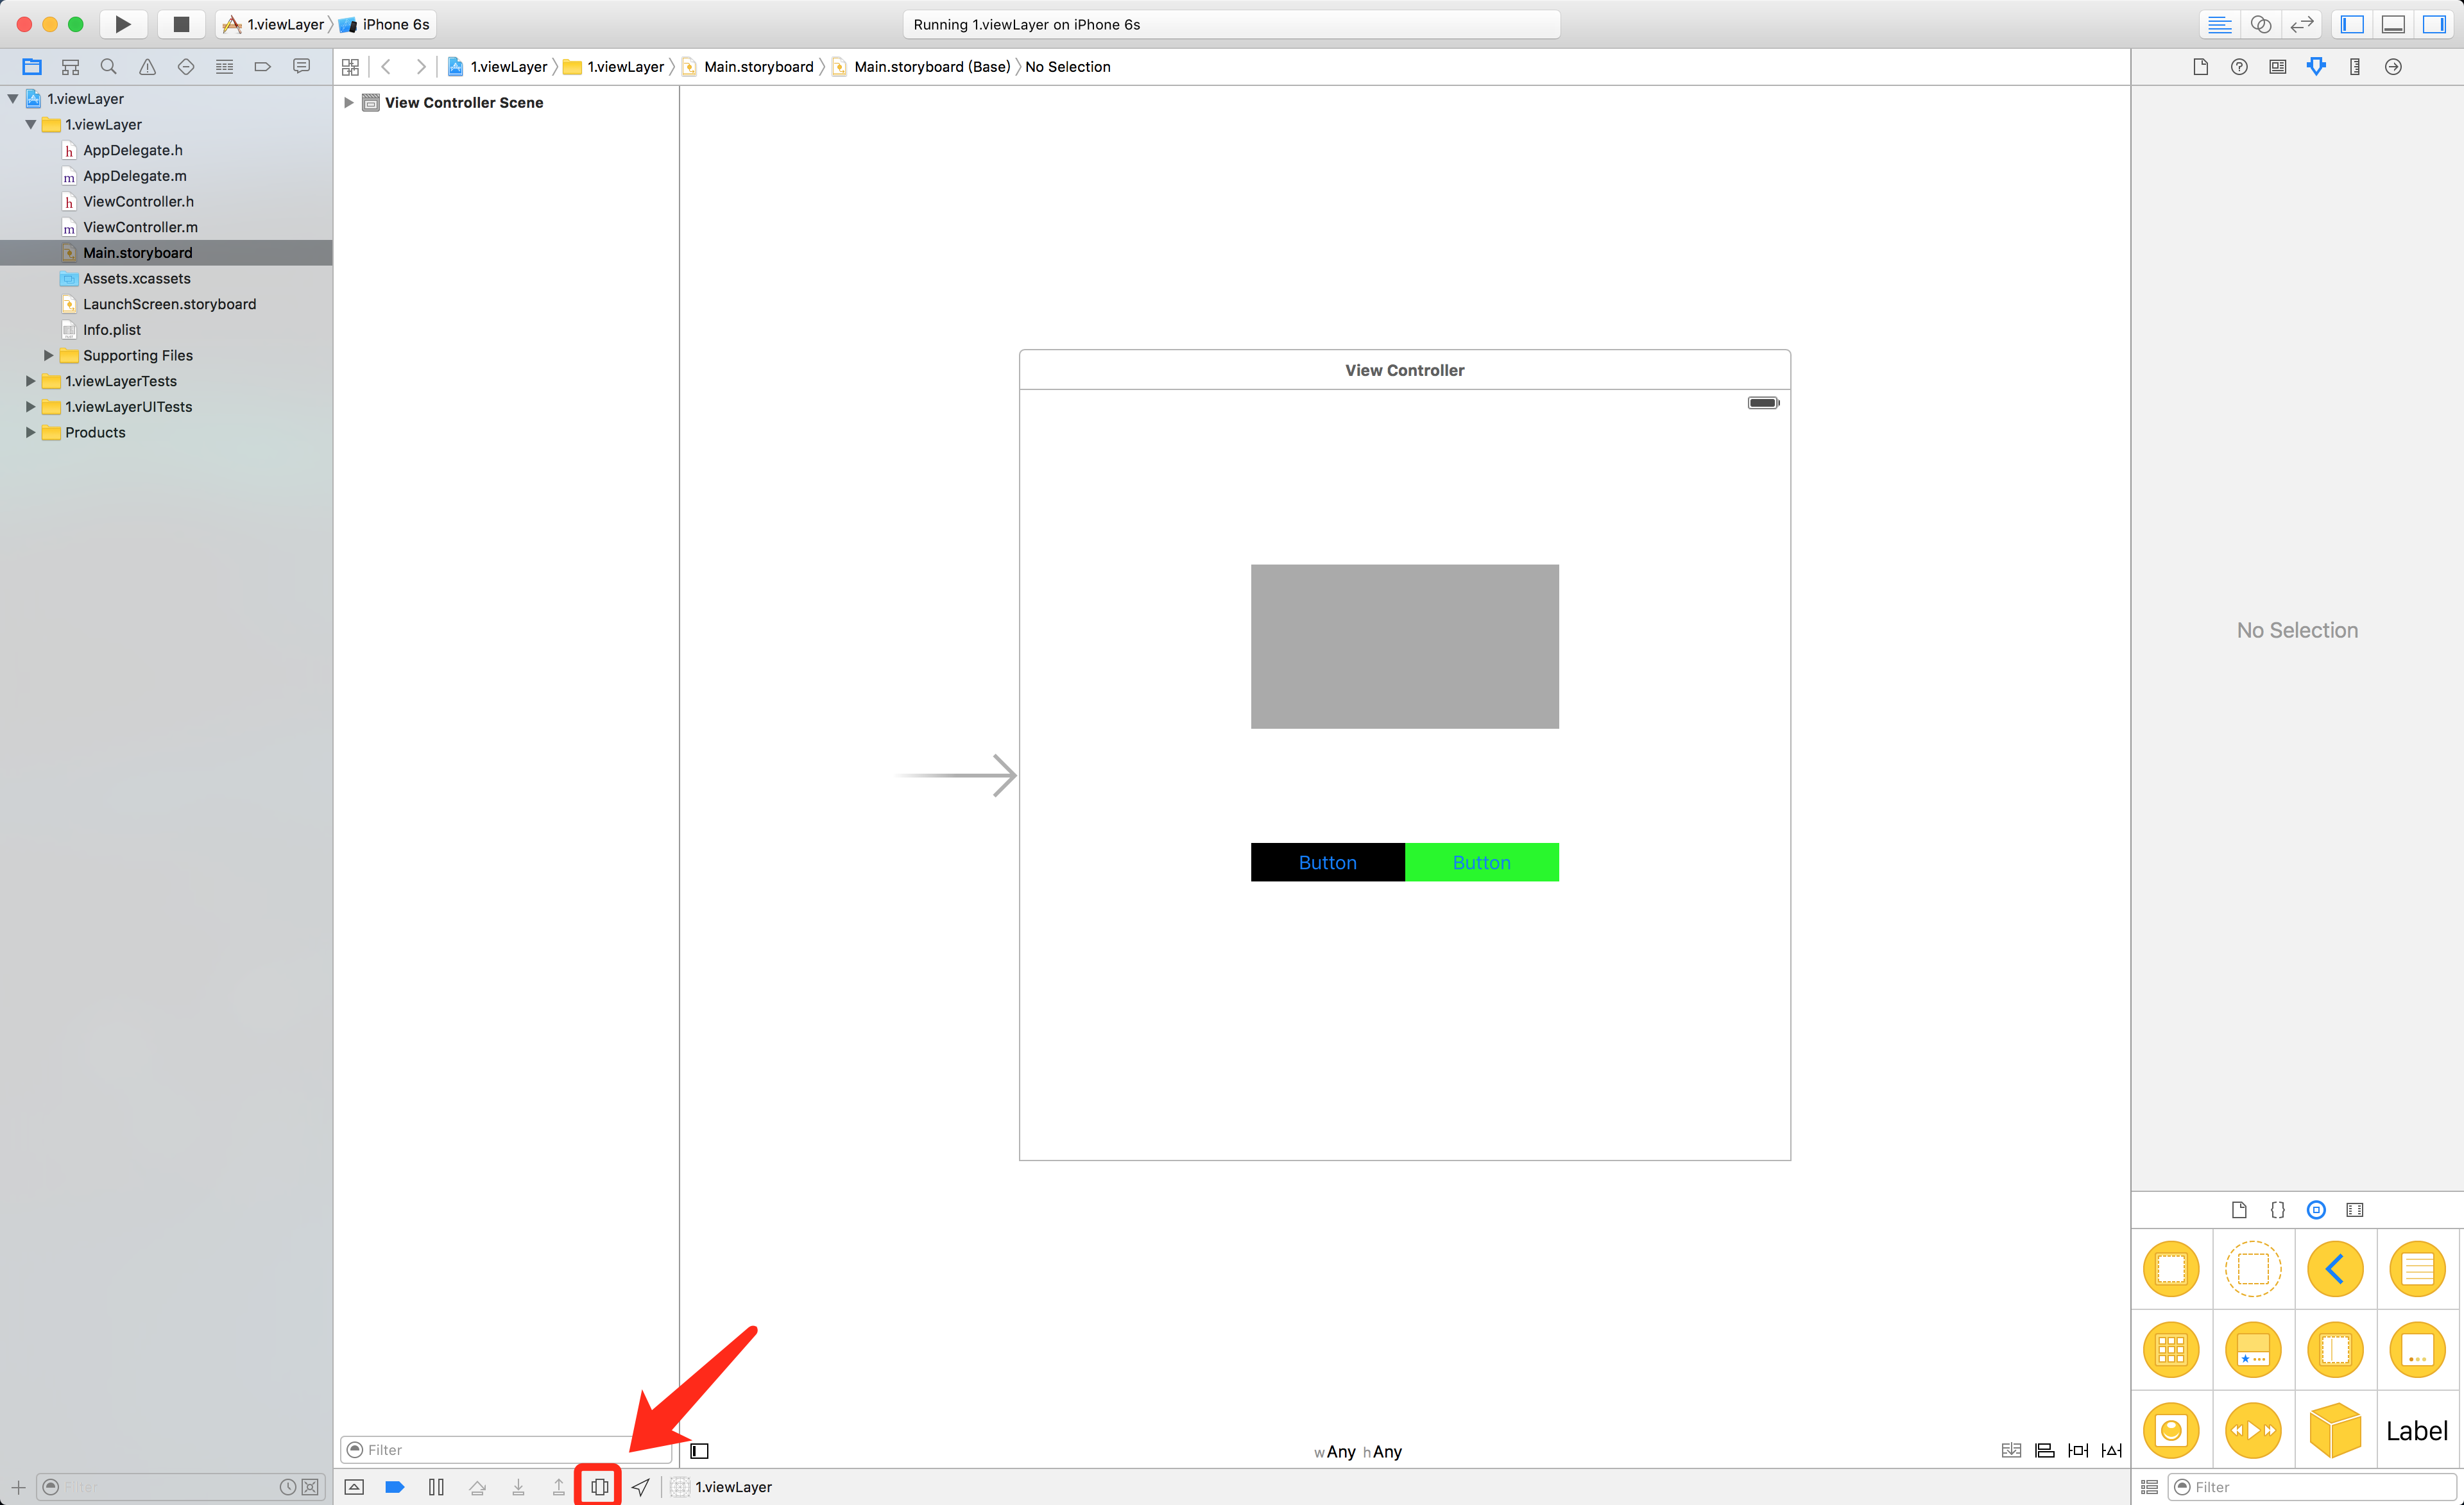 1.viewLayer iPhone 6s
Running 1.viewLayer on iPhone 6s
1.viewLayer 1.viewLayer Main.storyboard Main.storyboard (Base) No Selection
1.viewLayer
1.viewLayer
h AppDelegate.h
m AppDelegate.m
h ViewController.h
m ViewController.m
Main.storyboard
Assets.xcassets
LaunchScreen.storyboard
Info.plist
Supporting Files
1.viewLayerTests
1.viewLayerUITests
Products
View Controller Scene
View Controller
Button Button
No Selection
{}
Label
Filter
wAny hAny
Filter
1.viewLayer
Filter